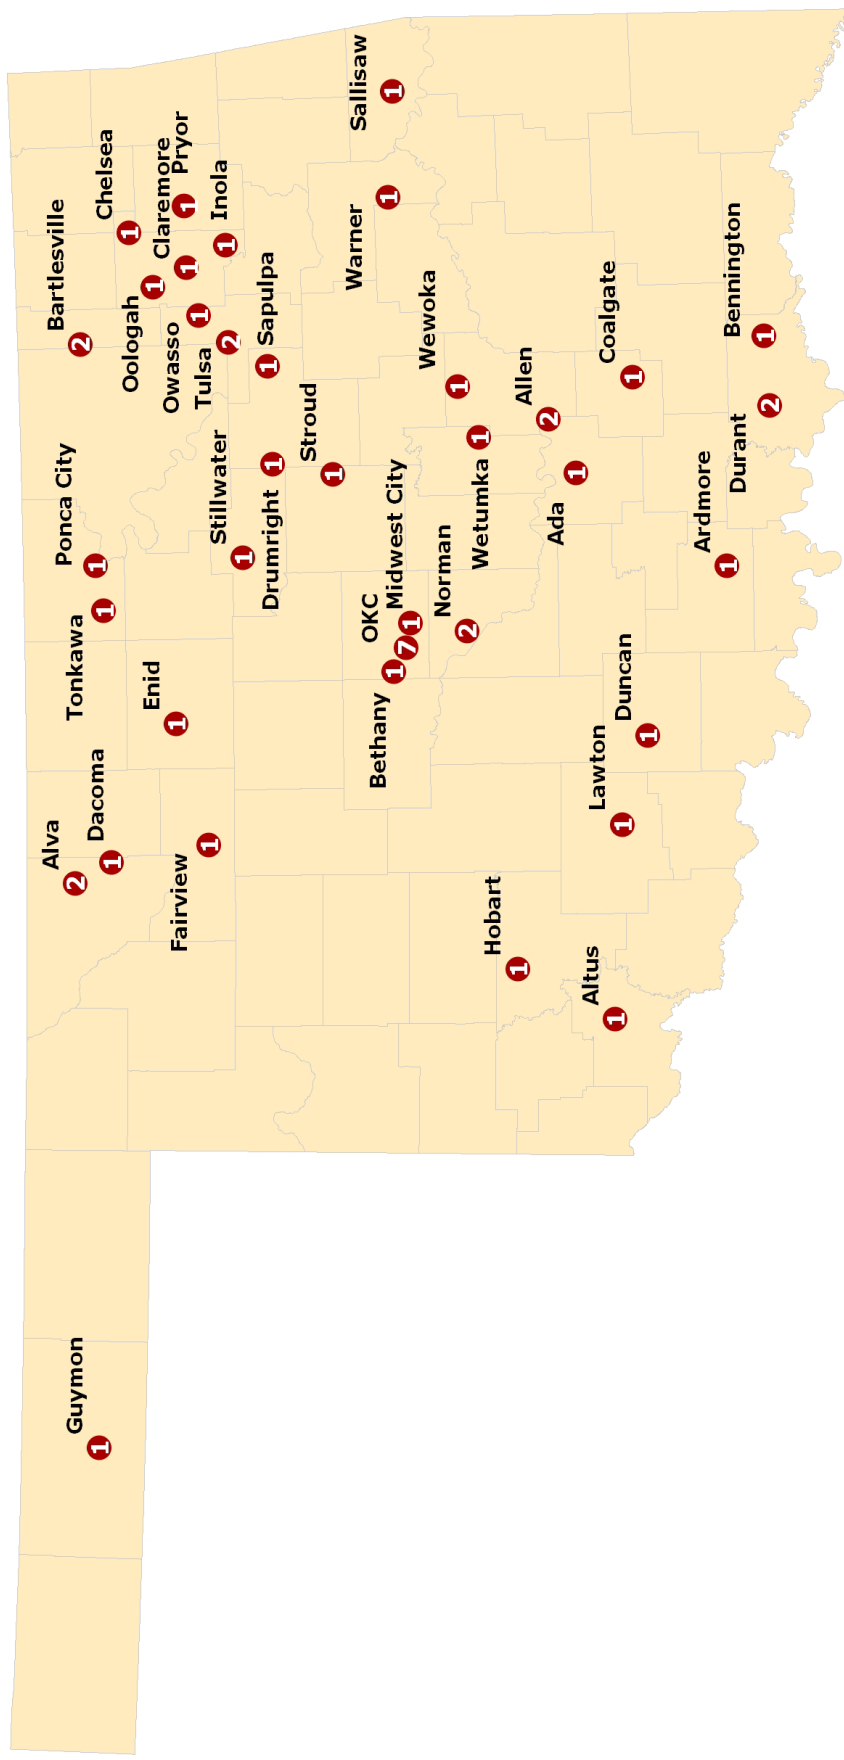 Guymon
1
Alva
2
Dacoma
1
Tonkawa
1
Ponca City
1
Bartlesville
2
Chelsea
1
Oologah
1
Claremore
1
Pryor
1
Enid
1
Fairview
1
Owasso
1
Inola
1
Tulsa
2
Stillwater
1
Sapulpa
1
Drumright
1
Stroud
1
OKC
7
Bethany
1
Midwest City
1
Warner
1
Sallisaw
1
Norman
2
Wewoka
1
Wetumka
1
Hobart
1
Allen
2
Ada
1
Altus
1
Lawton
1
Duncan
1
Coalgate
1
Ardmore
1
Durant
2
Bennington
1